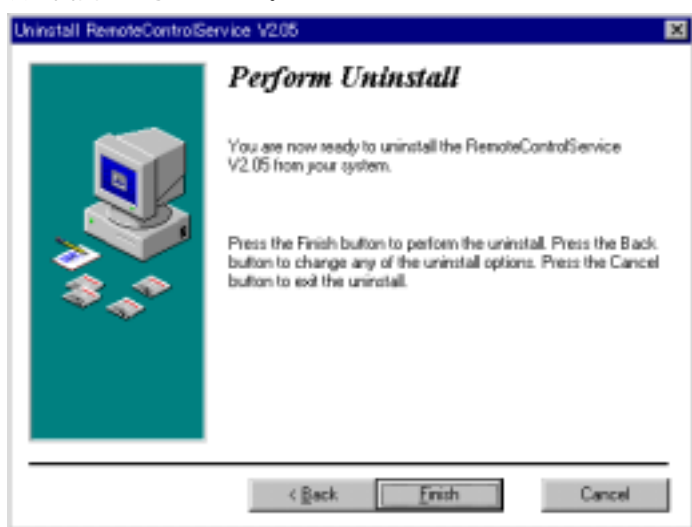 Uninstall RemoteControlService V2.05
Perform Uninstall
You are now ready to uninstall the RemoteControlService
V2.05 from your system.
Press the Finish button to perform the uninstall. Press the Back
button to change any of the uninstall options. Press the Cancel
button to exit the uninstall.
< Back
Finish
Cancel